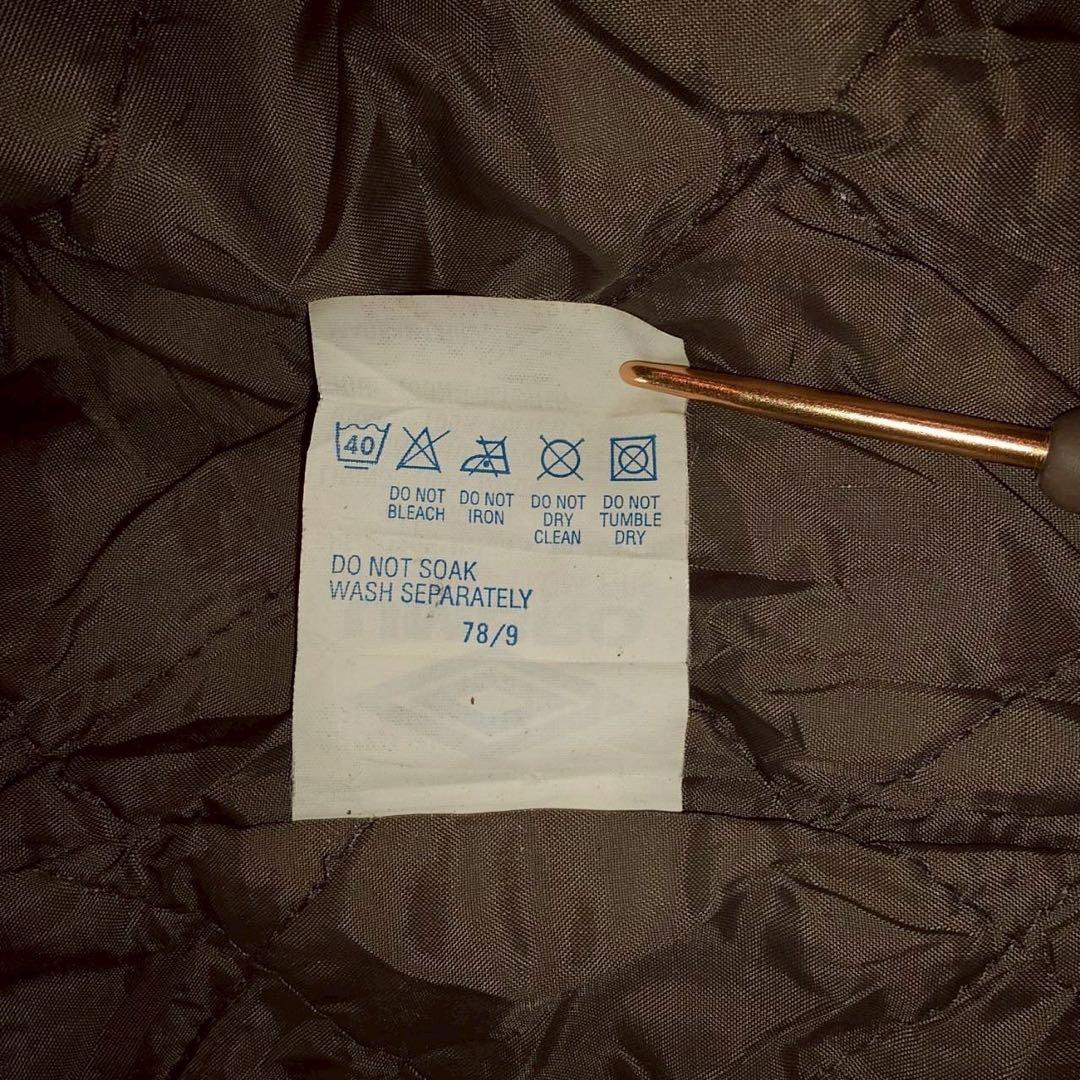 40
DO NOT BLEACH DO NOT IRON DO NOT DRY CLEAN DO NOT TUMBLE DRY
DO NOT SOAK
WASH SEPARATELY
78/9